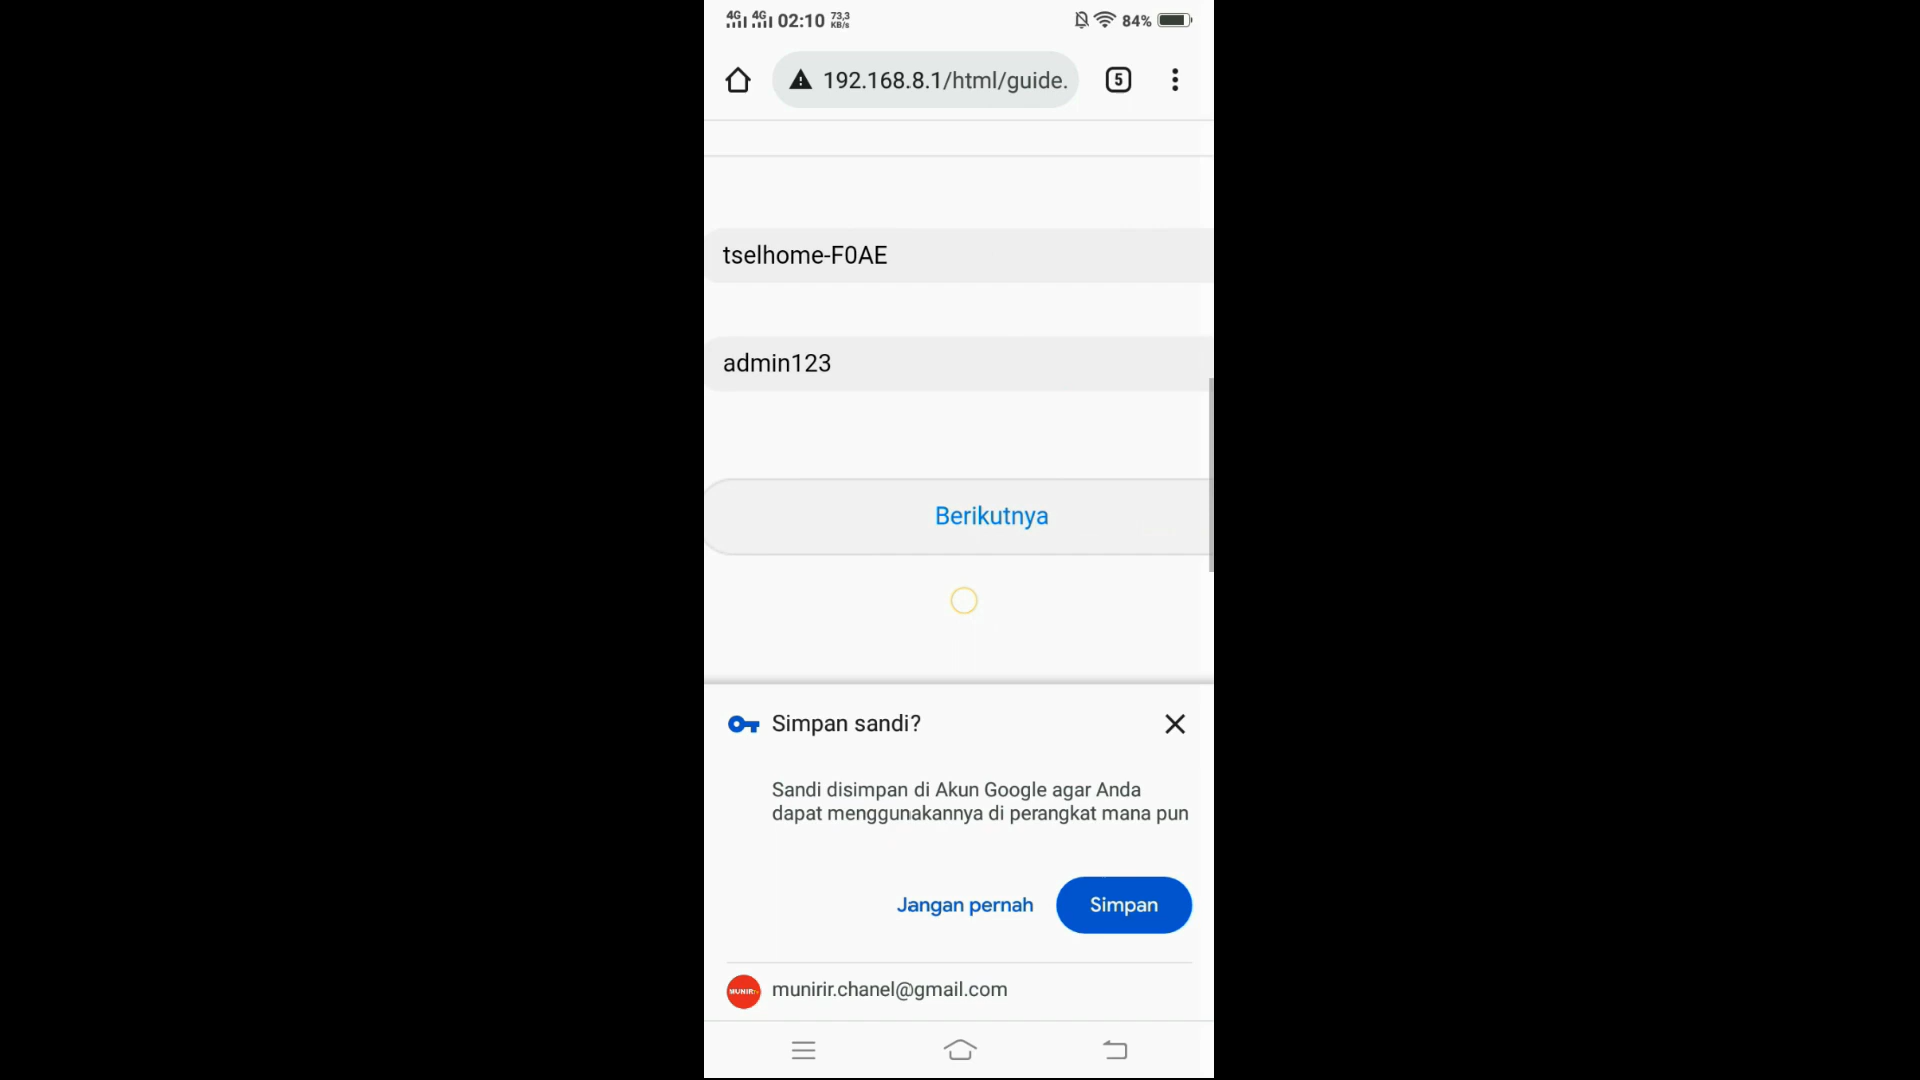 4G 4G 02:10 73,3 KB/s 84%
192.168.8.1/html/guide. 5
tselhome-F0AE
admin123
Berikutnya
Simpan sandi?
Sandi disimpan di Akun Google agar Anda
dapat menggunakannya di perangkat mana pun
Jangan pernah Simpan
munirir.chanel@gmail.com